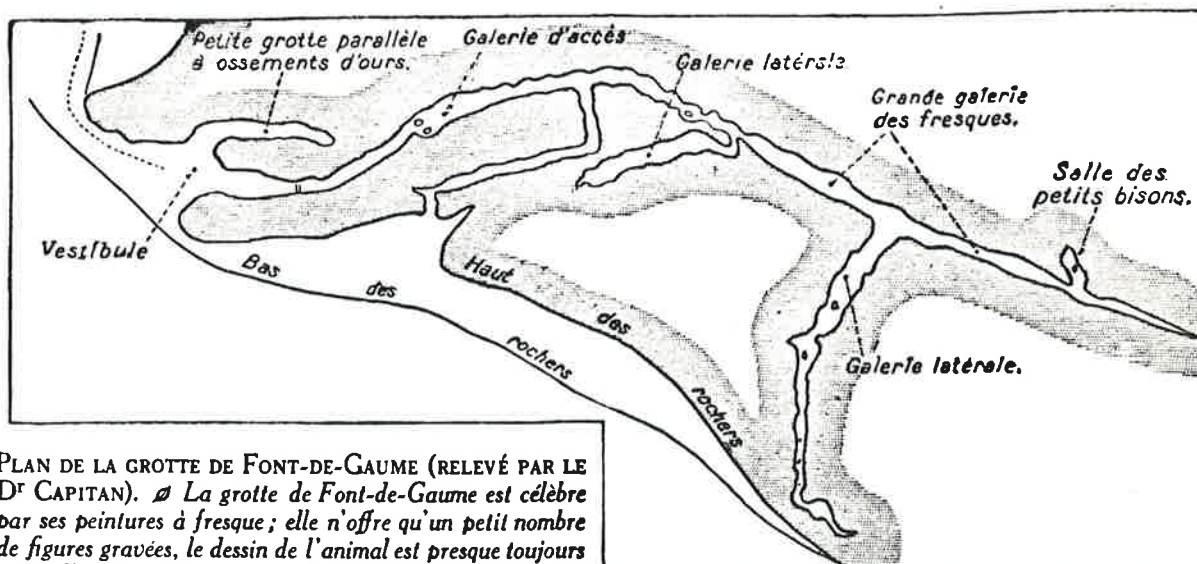 Petite grotte parallèle
à ossements d'ours.
Galerie d'accès
Galerie latérale
Grande galerie
des fresques.
Salle des
petits bisons.
Vestibule
Bas
des
rochers
Haut
des
rochers
Galerie latérale.
PLAN DE LA GROTTE DE FONT-DE-GAUME (RELEVÉ PAR LE
Dr CAPITAN). La grotte de Font-de-Gaume est célèbre
par ses peintures à fresque ; elle n'offre qu'un petit nombre
de figures gravées, le dessin de l'animal est presque toujours